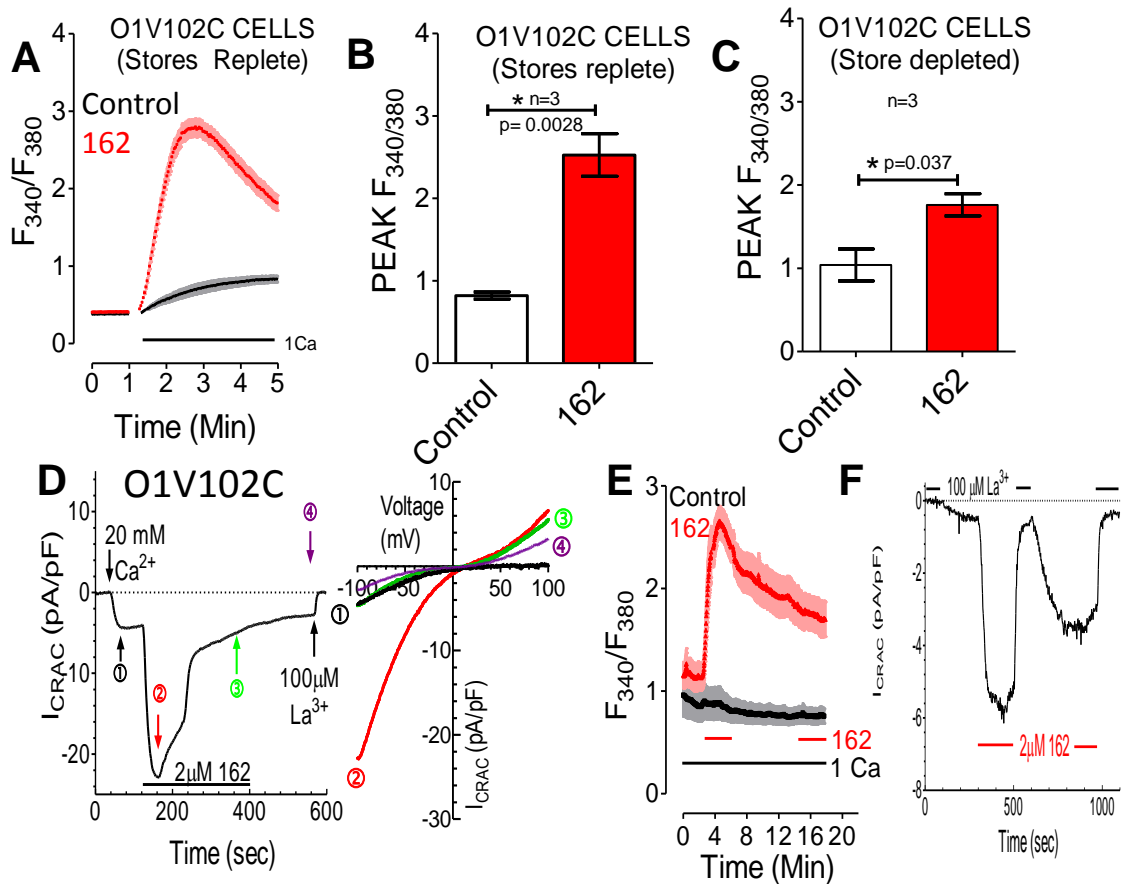 A
O1V102C CELLS
(Stores Replete)
Control
162
F340/F380
4
3
2
1
0
1Ca
0 1 2 3 4 5
Time (Min)
B
O1V102C CELLS
(Stores replete)
* n=3
p= 0.0028
PEAK F340/380
4
3
2
1
0
Control
162
C
O1V102C CELLS
(Store depleted)
n=3
* p=0.037
PEAK F340/380
4
3
2
1
0
Control
162
D
O1V102C
10
0
-10
-20
ICRAC (pA/pF)
20 mM
Ca2+
①
②
③
④
100µM
La3+
2µM 162
0 200 400 600
Time (sec)
Voltage
(mV)
10
-100 -50 50 100
-10
-20
-30
ICRAC (pA/pF)
①
②
③
④
E
Control
162
F340/F380
3
2
1
0
162
1 Ca
0 4 8 12 16 20
Time (Min)
F
100 µM La3+
0
-2
-4
-6
-8
ICRAC (pA/pF)
2µM 162
0 500 1000
Time (sec)